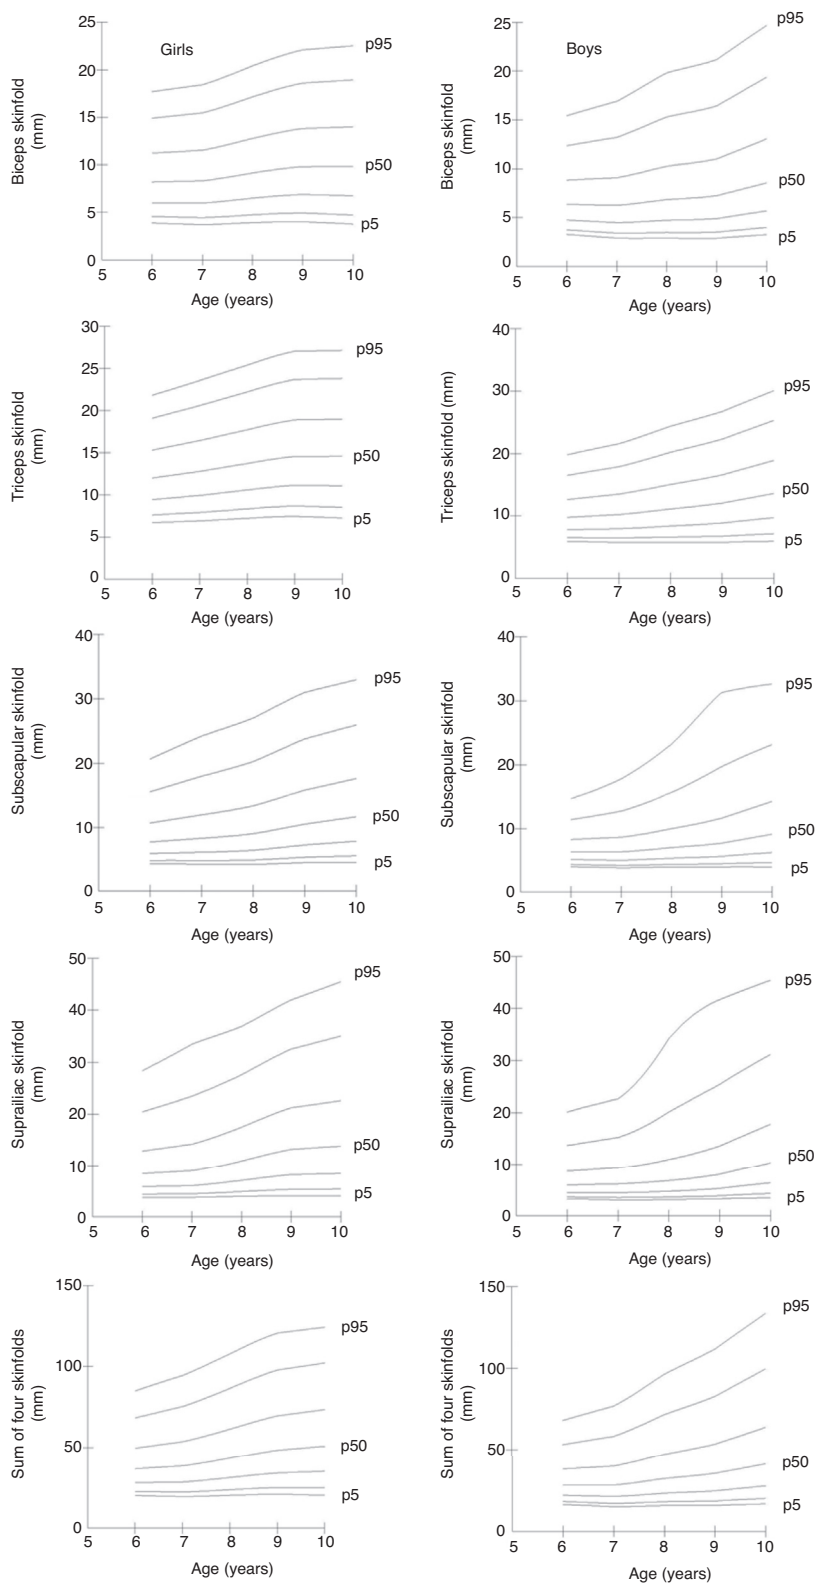 25
20
15
10
5
0
Girls
p95
p50
p5
Biceps skinfold
(mm)
5 6 7 8 9 10
Age (years)
25
20
15
10
5
0
Boys
p95
p50
p5
Biceps skinfold
(mm)
5 6 7 8 9 10
Age (years)
30
25
20
15
10
5
0
p95
p50
p5
Triceps skinfold
(mm)
5 6 7 8 9 10
Age (years)
40
30
20
10
0
p95
p50
p5
Triceps skinfold (mm)
5 6 7 8 9 10
Age (years)
40
30
20
10
0
p95
p50
p5
Subscapular skinfold
(mm)
5 6 7 8 9 10
Age (years)
40
30
20
10
0
p95
p50
p5
Subscapular skinfold
(mm)
5 6 7 8 9 10
Age (years)
50
40
30
20
10
0
p95
p50
p5
Suprailiac skinfold
(mm)
5 6 7 8 9 10
Age (years)
50
40
30
20
10
0
p95
p50
p5
Suprailiac skinfold
(mm)
5 6 7 8 9 10
Age (years)
150
100
50
0
p95
p50
p5
Sum of four skinfolds
(mm)
5 6 7 8 9 10
Age (years)
150
100
50
0
p95
p50
p5
Sum of four skinfolds
(mm)
5 6 7 8 9 10
Age (years)